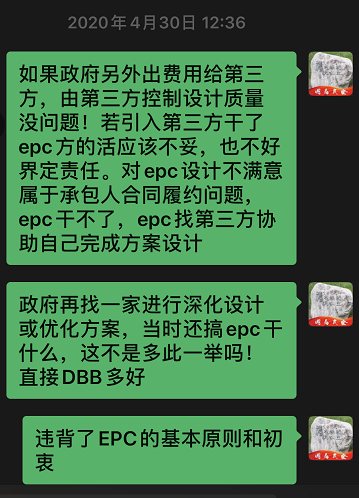 2020年4月30日 12:36
如果政府另外出费用给第三
方，由第三方控制设计质量
没问题！若引入第三方干了
epc方的活应该不妥，也不好
界定责任。对epc设计不满意
属于承包人合同履约问题，
epc干不了，epc找第三方协
助自己完成方案设计
政府再找一家进行深化设计
或优化方案，当时还搞epc干
什么，这不是多此一举吗！
直接DBB多好
违背了EPC的基本原则和初
衷